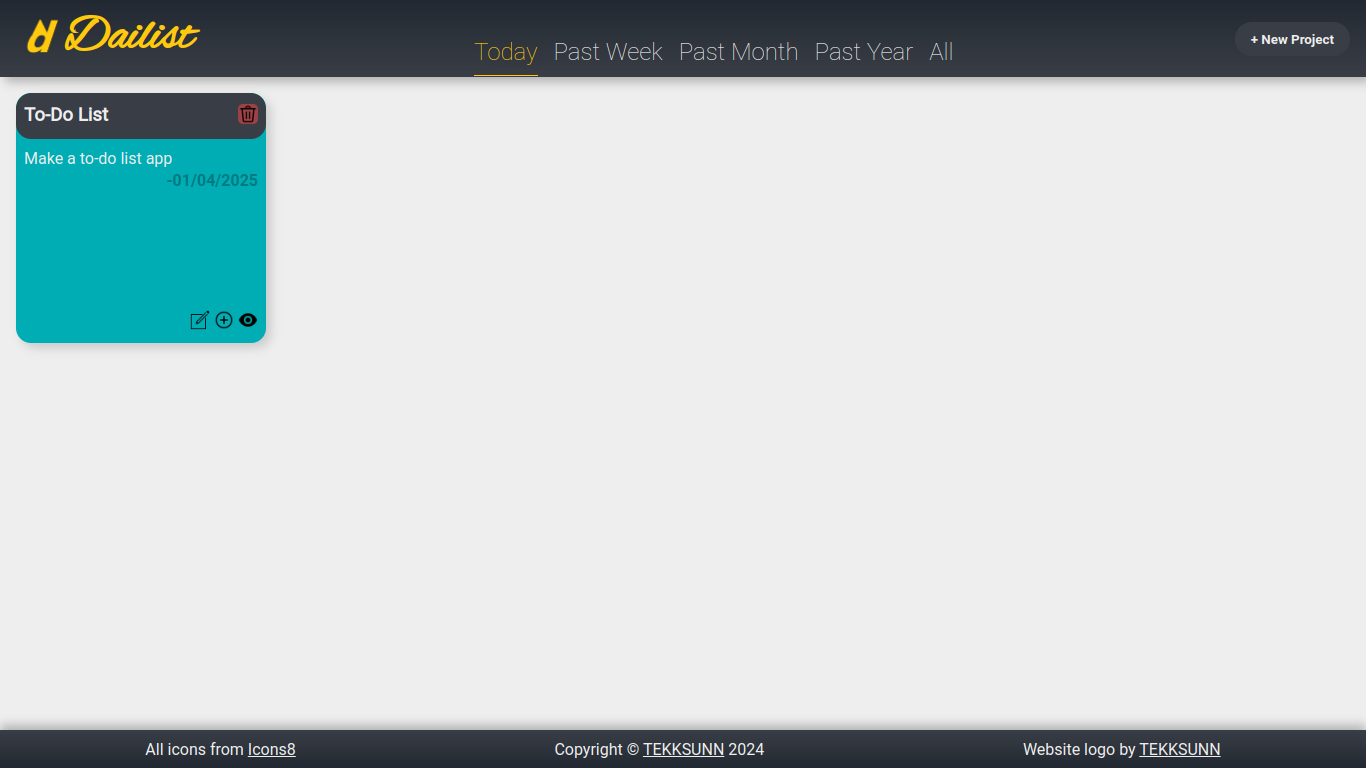 d Dailist
Today Past Week Past Month Past Year All
+ New Project
To-Do List
Make a to-do list app
-01/04/2025
All icons from Icons8
Copyright © TEKKSUNN 2024
Website logo by TEKKSUNN